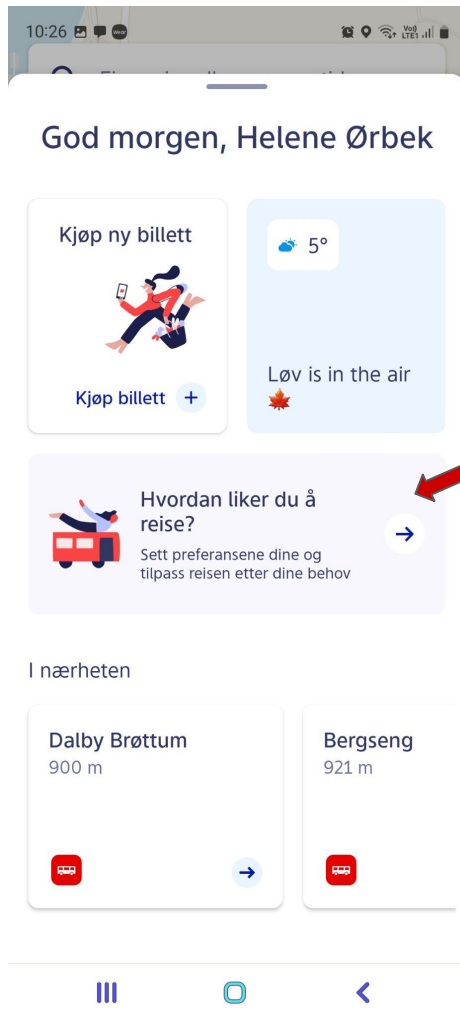 10:26
God morgen, Helene Ørbek
Kjøp ny billett
5°
Løv is in the air
Kjøp billett +
Hvordan liker du å
reise?
Sett preferansene dine og
tilpass reisen etter dine behov
I nærheten
Dalby Brøttum
900 m
Bergseng
921 m